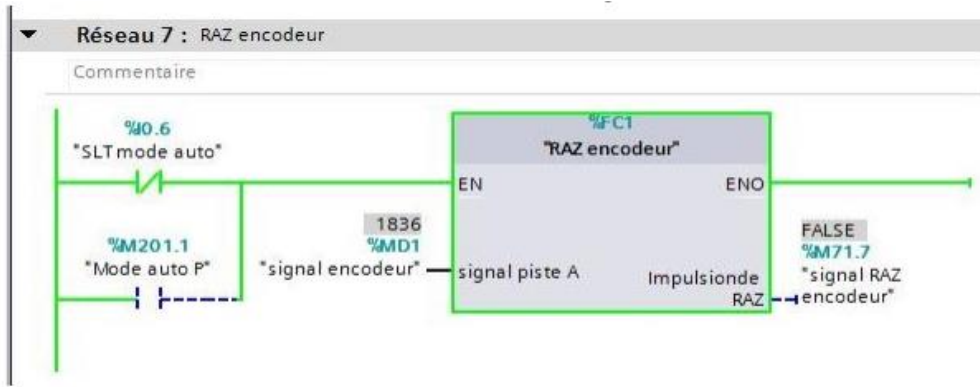 Réseau 7 : RAZ encodeur
Commentaire
%I0.6
"SLT mode auto"
%M201.1
"Mode auto P"
1836
%MD1
"signal encodeur"
%FC1
"RAZ encodeur"
EN
ENO
signal piste A
Impulsionde
RAZ
FALSE
%M71.7
"signal RAZ
encodeur"